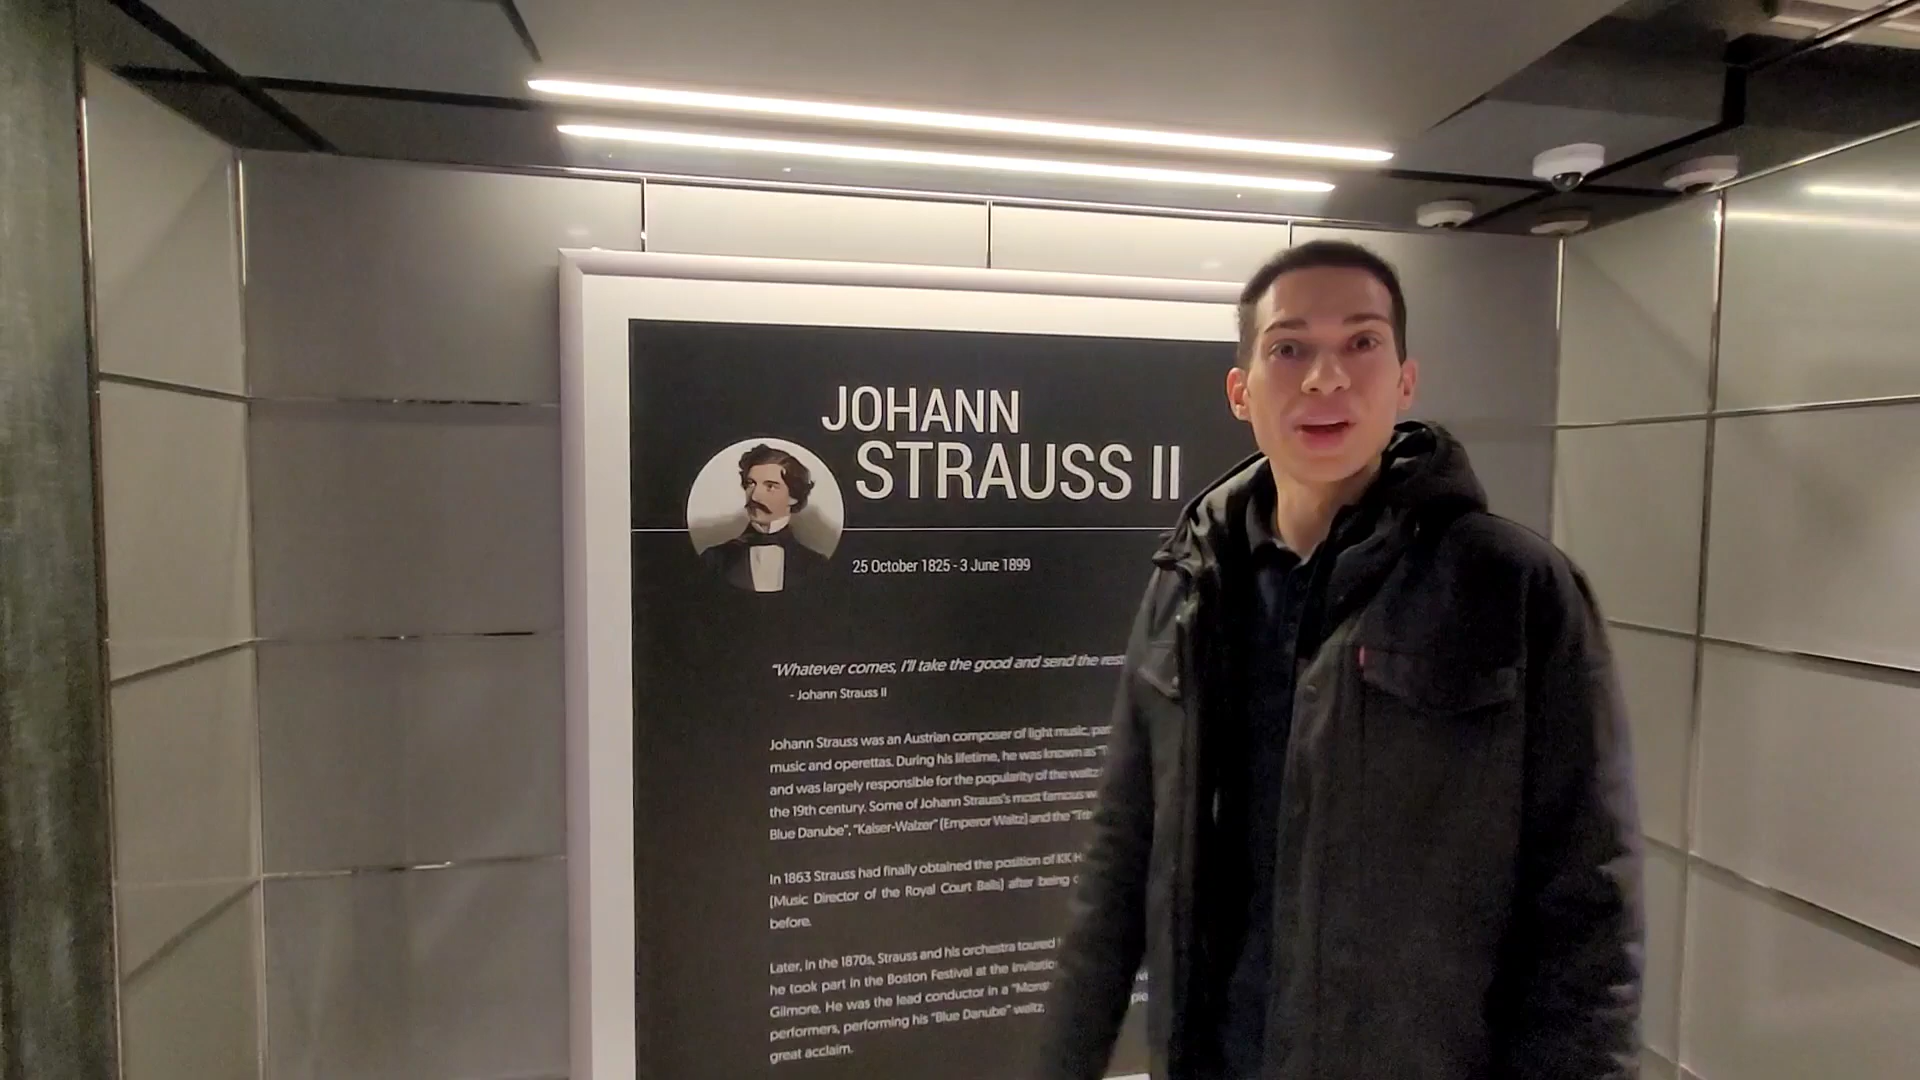 JOHANN
STRAUSS II
25 October 1825 - 3 June 1899
"Whatever comes, I'll take the good and send the rest
- Johann Strauss II
Johann Strauss was an Austrian composer of light music,
music and operettas. During his lifetime, he was known as
and was largely responsible for the popularity of the waltz
the 19th century. Some of Johann Strauss's most famous
Blue Danube", "Kaiser-Walzer" (Emperor Waltz) and the
In 1863 Strauss had finally obtained the position of KK
(Music Director of the Royal Court Balls) after being
before.
Later, in the 1870s, Strauss and his orchestra toured
he took part in the Boston Festival at the
Gilmore. He was the lead conductor in a
performers, performing his "Blue Danube" waltz,
great acclaim.